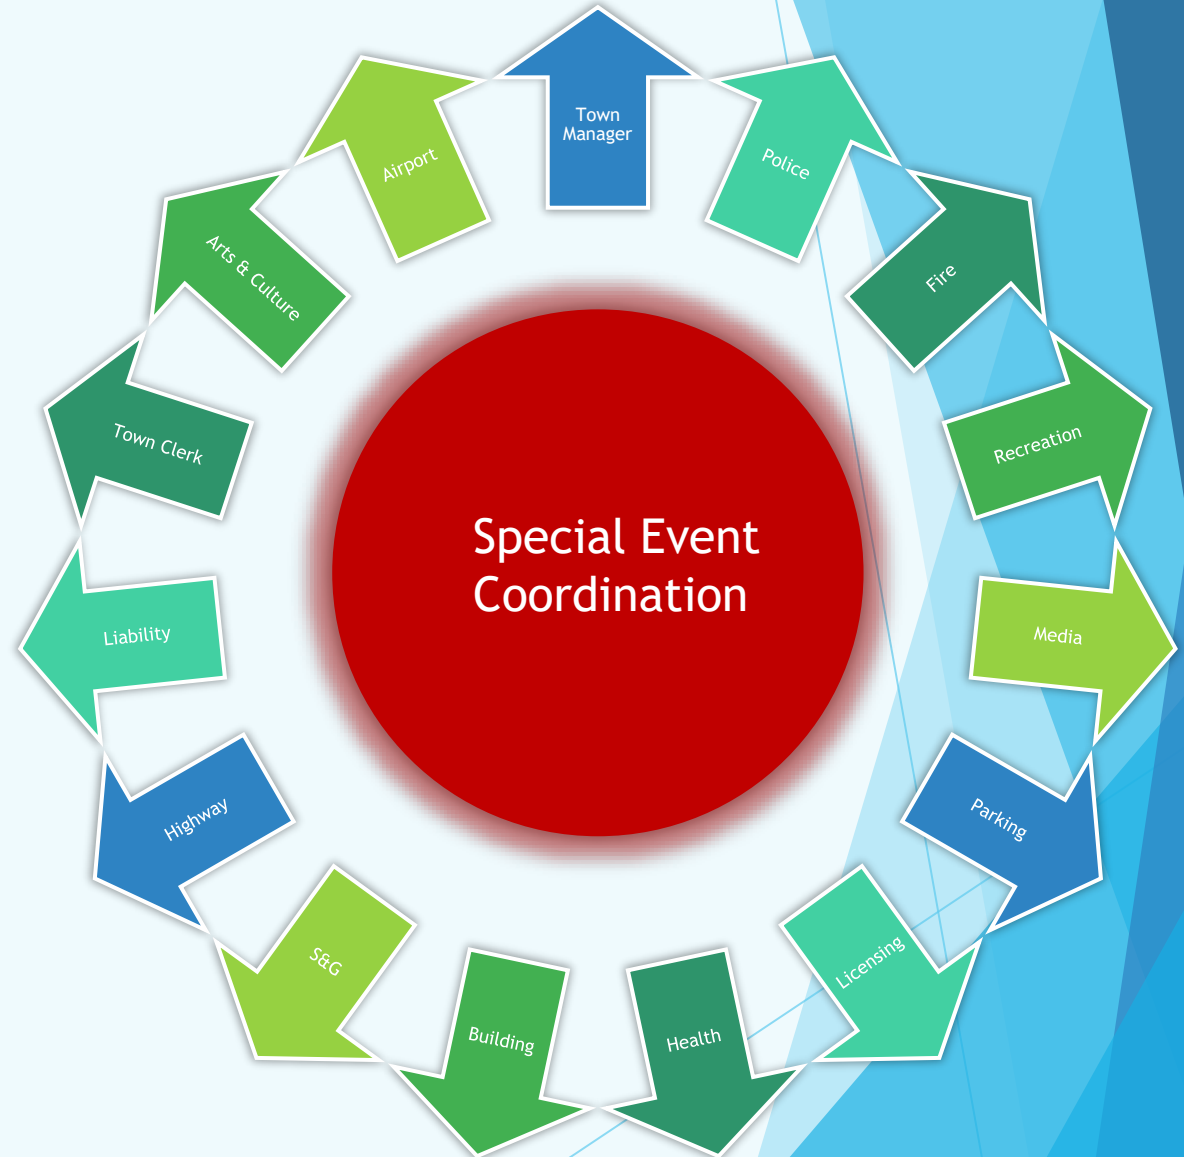 Town
Manager
Police
Fire
Recreation
Media
Parking
Licensing
Health
Building
S&G
Highway
Liability
Town Clerk
Arts & Culture
Airport
Special Event
Coordination